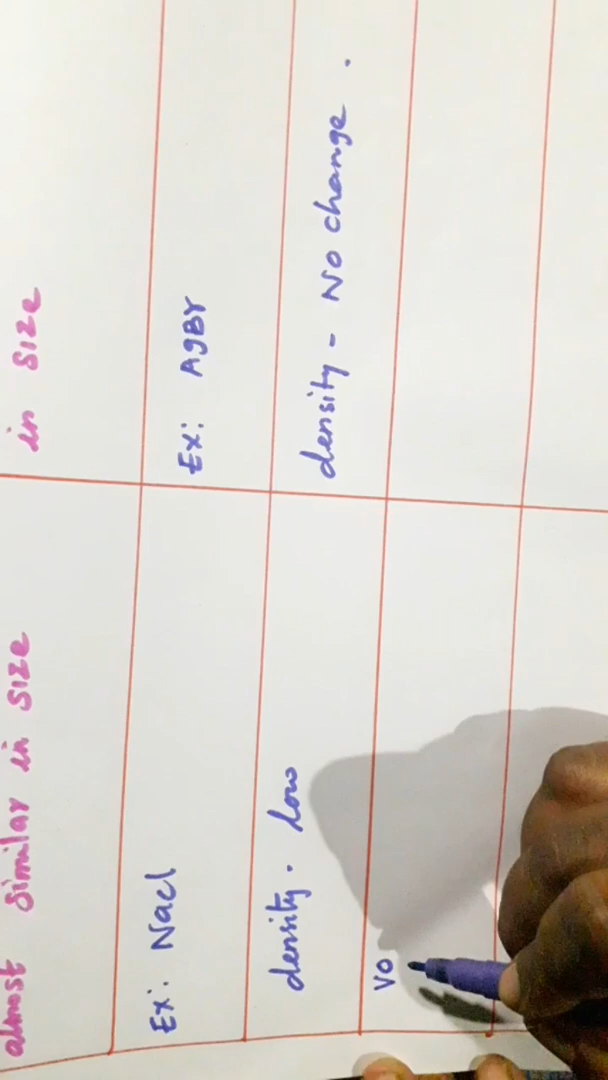 almost similar in size
in size
Ex: Nacl
Ex: AgBr
density. low
density - No change.
Vo